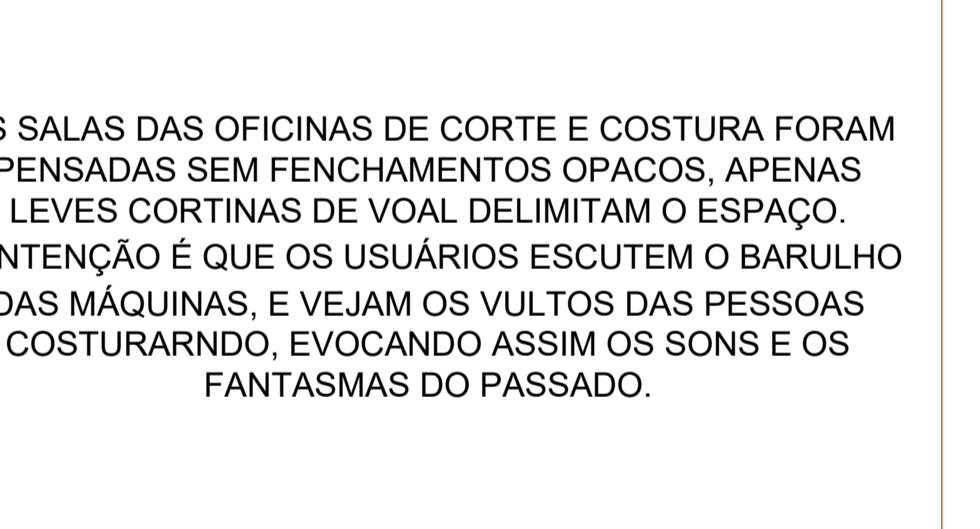 S SALAS DAS OFICINAS DE CORTE E COSTURA FORAM
PENSADAS SEM FENCHAMENTOS OPACOS, APENAS
LEVES CORTINAS DE VOAL DELIMITAM O ESPAÇO.
NTENÇÃO É QUE OS USUÁRIOS ESCUTEM O BARULHO
DAS MÁQUINAS, E VEJAM OS VULTOS DAS PESSOAS
COSTURARNDO, EVOCANDO ASSIM OS SONS E OS
FANTASMAS DO PASSADO.